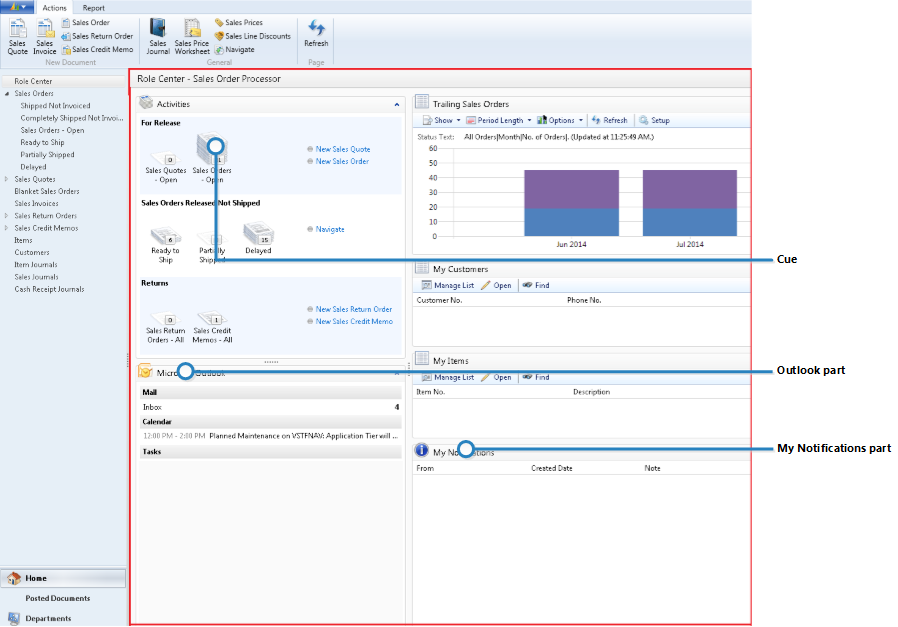 Actions Report
Sales Quote
Sales Invoice
Sales Order
Sales Return Order
Sales Credit Memo
New Document
Sales Journal
Sales Price Worksheet
Sales Prices
Sales Line Discounts
Navigate
General
Refresh
Page
Role Center
Sales Orders
Shipped Not Invoiced
Completely Shipped Not Invoi...
Sales Orders - Open
Ready to Ship
Partially Shipped
Delayed
Sales Quotes
Blanket Sales Orders
Sales Invoices
Sales Return Orders
Sales Credit Memos
Items
Customers
Item Journals
Sales Journals
Cash Receipt Journals
Home
Posted Documents
Departments
Role Center - Sales Order Processor
Activities
For Release
0
Sales Quotes - Open
1
Sales Orders - Open
New Sales Quote
New Sales Order
Sales Orders Released Not Shipped
6
Ready to Ship
Partially
15
Delayed
Navigate
Returns
0
Sales Return Orders - All
1
Sales Credit Memos - All
New Sales Return Order
New Sales Credit Memo
Outlook
Mail
Inbox 4
Calendar
12:00 PM - 2:00 PM Planned Maintenance on VSTFNAV: Application Tier will ...
Tasks
Trailing Sales Orders
Show Period Length Options Refresh Setup
Status Text: All Orders|Month|No. of Orders|. (Updated at 11:25:49 AM.)
60
50
40
30
20
10
0
Jun 2014 Jul 2014
My Customers
Manage List Open Find
Customer No. Phone No.
My Items
Manage List Open Find
Item No. Description
My Notifications
From Created Date Note
Cue
Outlook part
My Notifications part